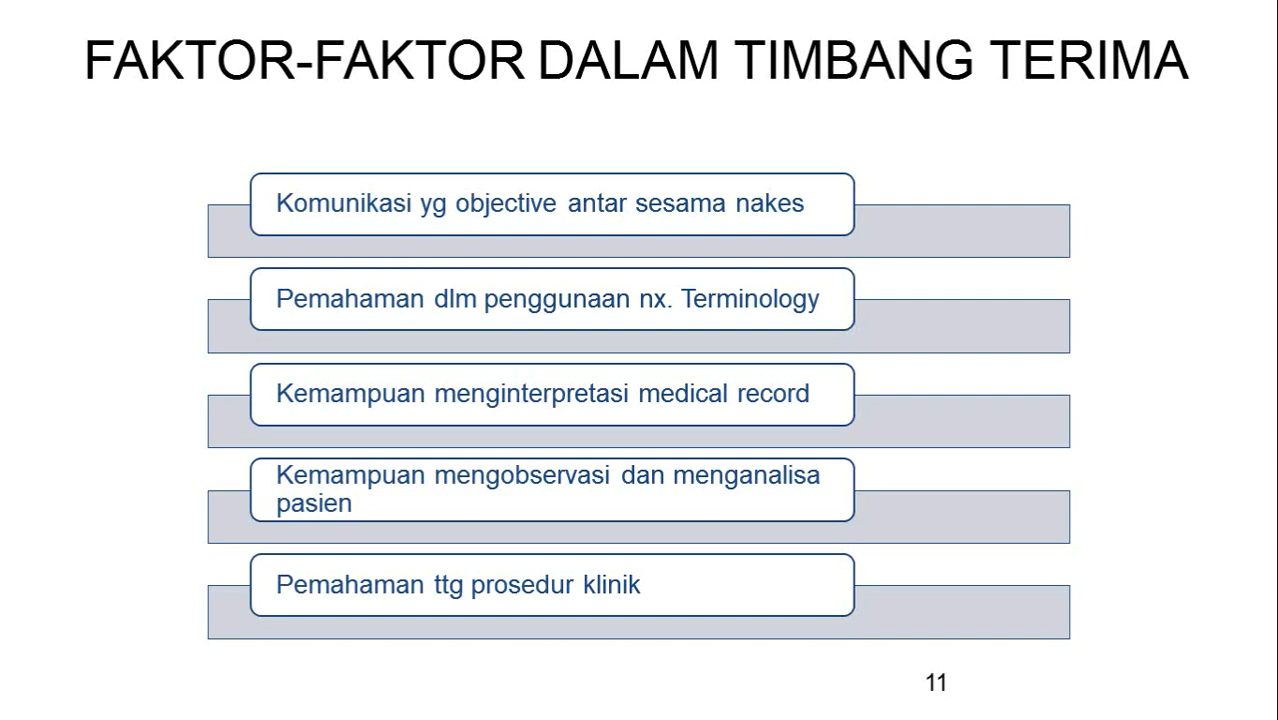 FAKTOR-FAKTOR DALAM TIMBANG TERIMA
Komunikasi yg objective antar sesama nakes
Pemahaman dlm penggunaan nx. Terminology
Kemampuan menginterpretasi medical record
Kemampuan mengobservasi dan menganalisa
pasien
Pemahaman ttg prosedur klinik
11